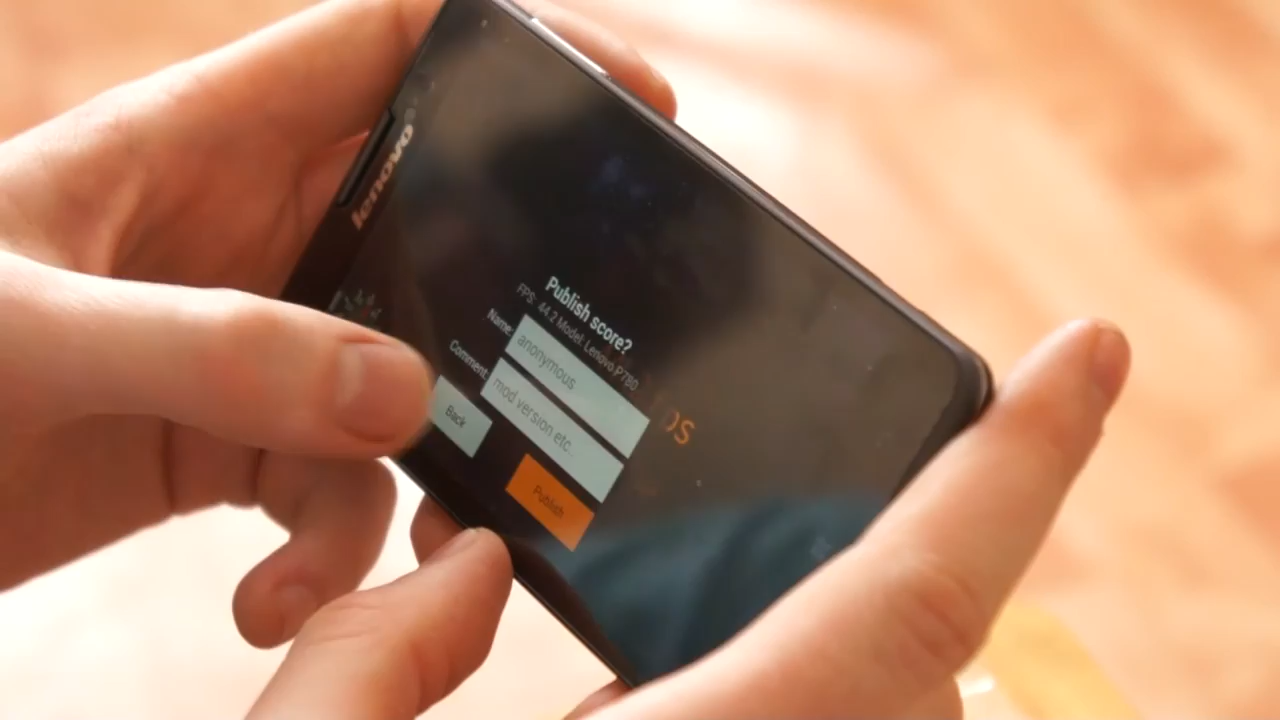 lenovo
Publish score?
FPS: 44.2 Model: Lenovo P780
Name:
anonymous
Comment:
mod version etc..
Back
Publish